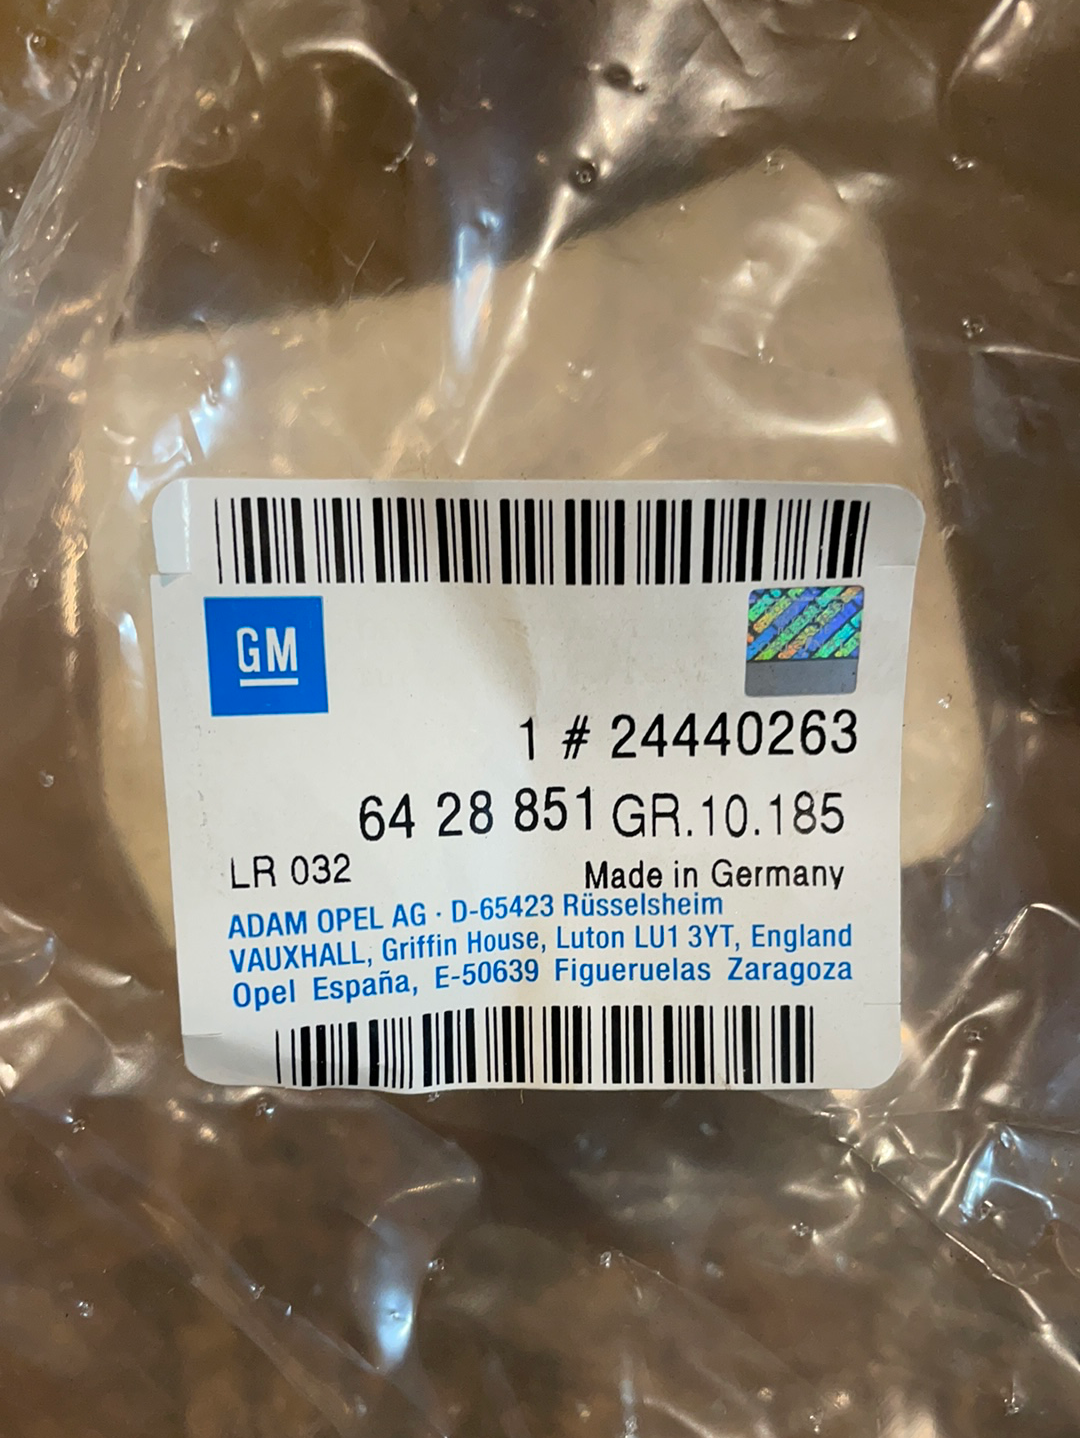 GM
1 # 24440263
64 28 851 GR.10.185
LR 032 Made in Germany
ADAM OPEL AG · D-65423 Rüsselsheim
VAUXHALL, Griffin House, Luton LU1 3YT, England
Opel España, E-50639 Figueruelas Zaragoza